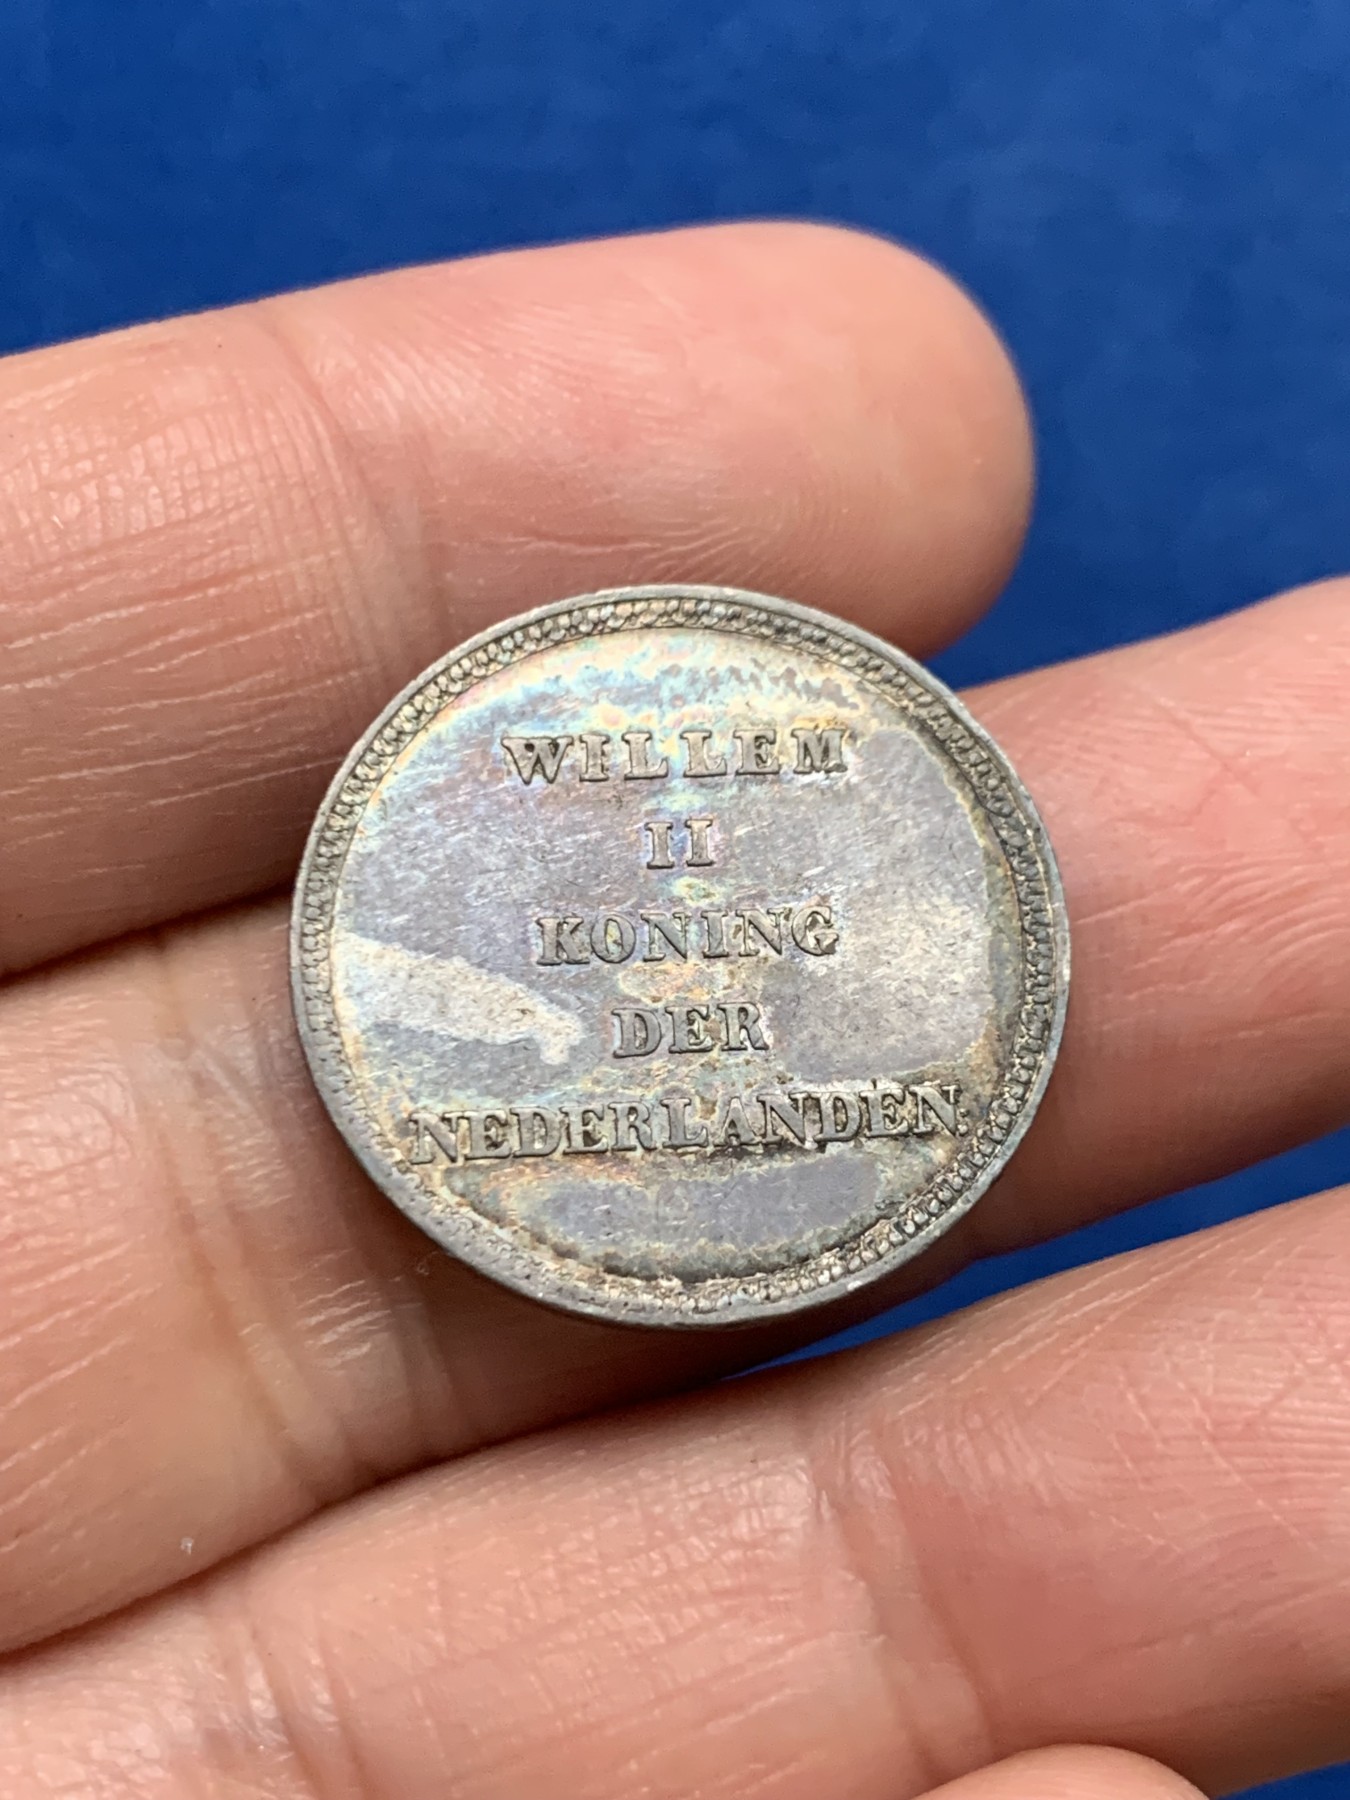 WILLEM
II
KONING
DER
NEDERLANDEN.